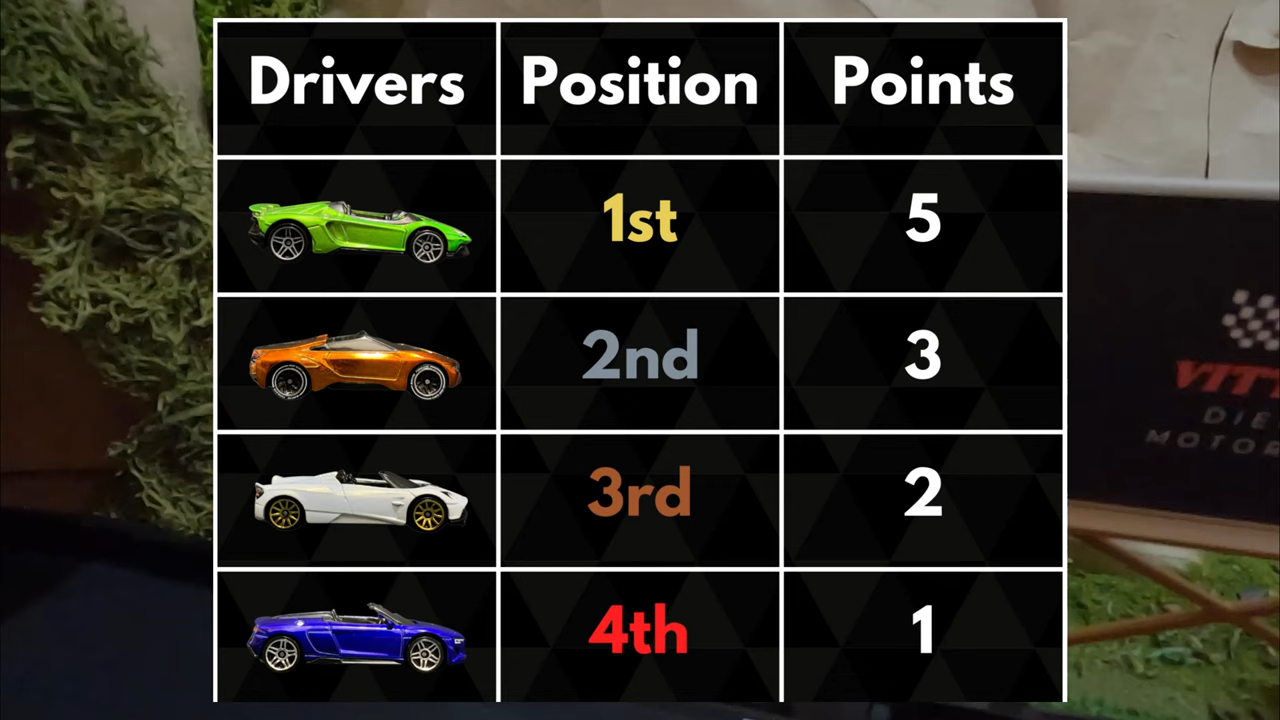 Drivers Position Points
1st 5
2nd 3
3rd 2
4th 1